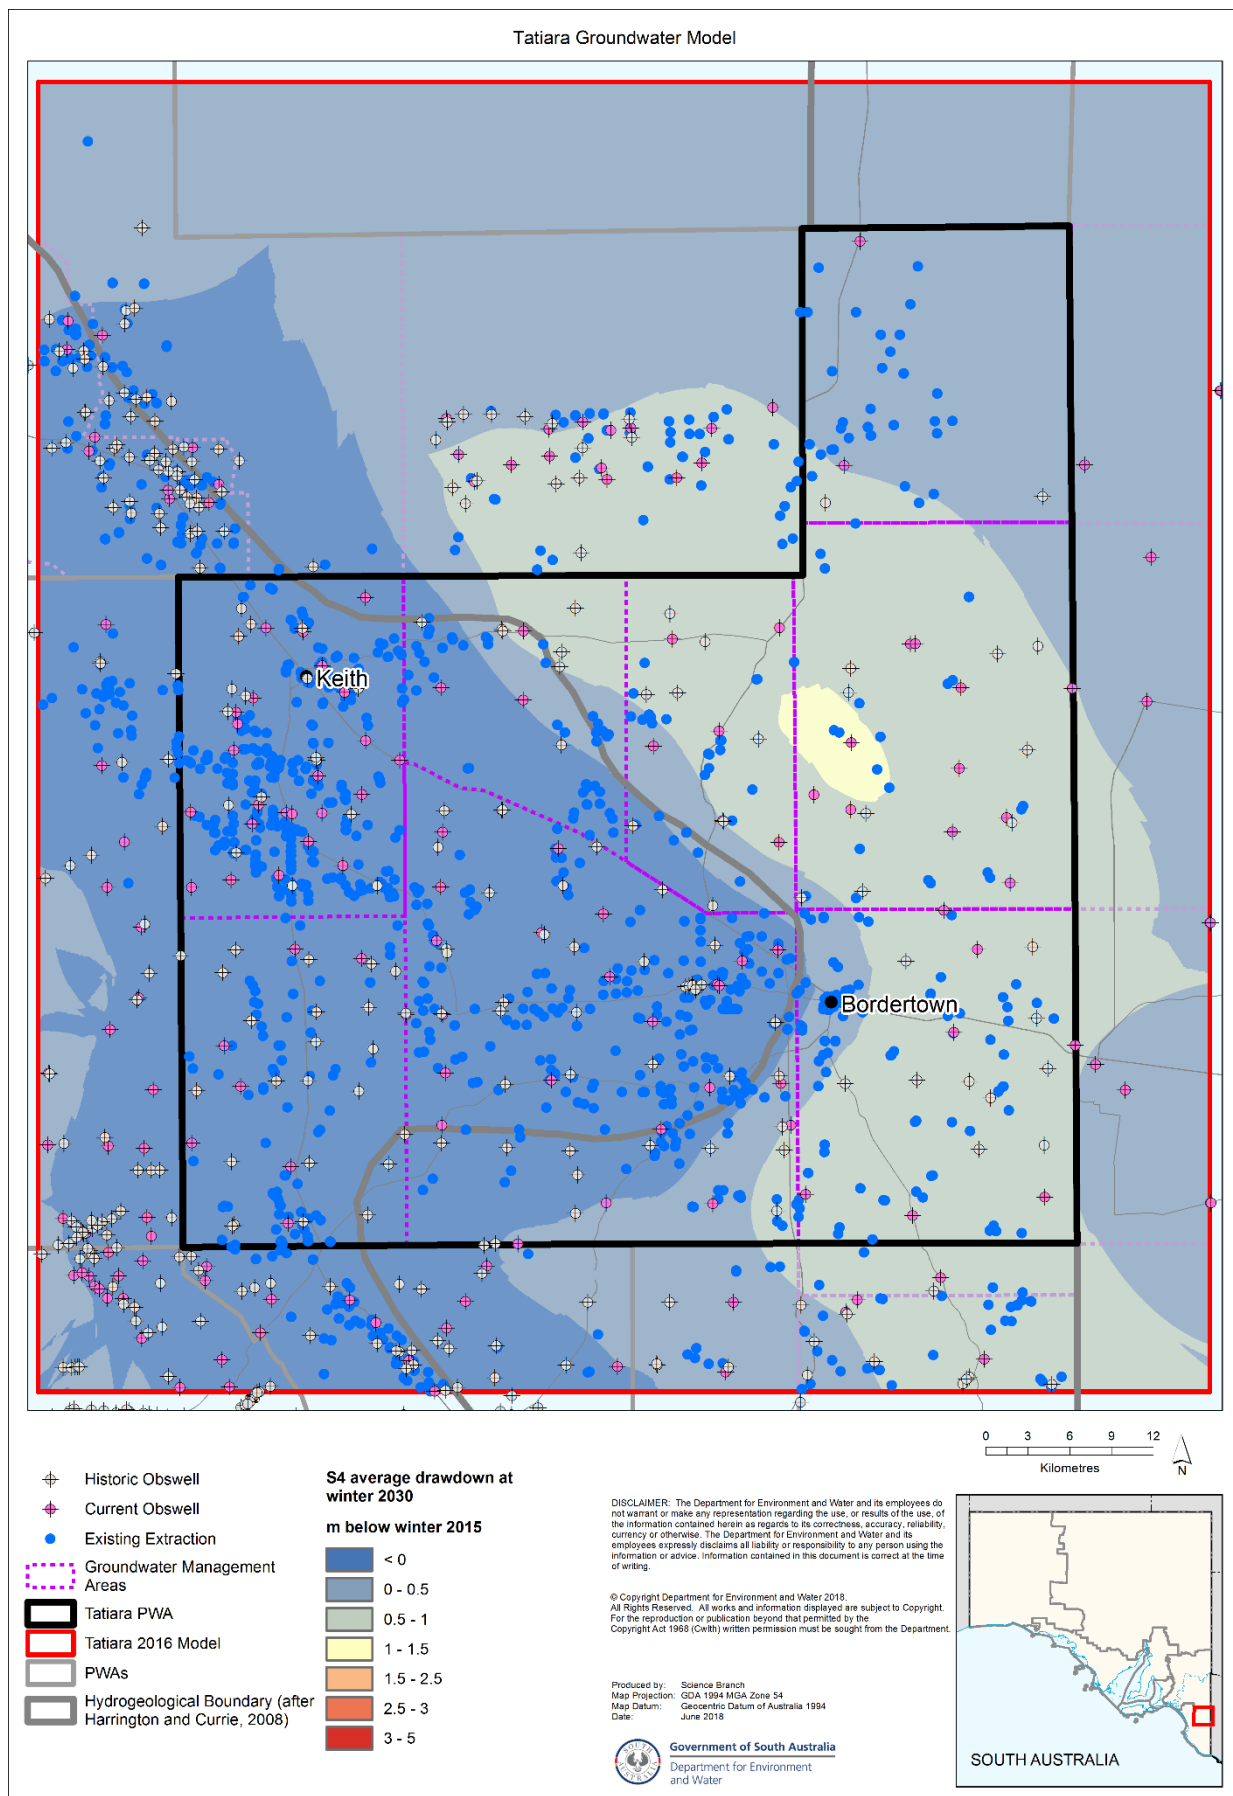 Tatiara Groundwater Model
Keith
Bordertown
0 3 6 9 12
Kilometres
N
Historic Obswell
Current Obswell
Existing Extraction
Groundwater Management
Areas
Tatiara PWA
Tatiara 2016 Model
PWAs
Hydrogeological Boundary (after
Harrington and Currie, 2008)
S4 average drawdown at
winter 2030
m below winter 2015
< 0
0 - 0.5
0.5 - 1
1 - 1.5
1.5 - 2.5
2.5 - 3
3 - 5
DISCLAIMER: The Department for Environment and Water and its employees do
not warrant or make any representation regarding the use, or results of the use, of
the information contained herein as regards to its correctness, accuracy, reliability,
currency or otherwise. The Department for Environment and Water and its
employees expressly disclaims all liability or responsibility to any person using the
information or advice. Information contained in this document is correct at the time
of writing.
© Copyright Department for Environment and Water 2018.
All Rights Reserved. All works and information displayed are subject to Copyright.
For the reproduction or publication beyond that permitted by the
Copyright Act 1968 (Cwlth) written permission must be sought from the Department.
Produced by: Science Branch
Map Projection: GDA 1994 MGA Zone 54
Map Datum: Geocentric Datum of Australia 1994
Date: June 2018
SOUTH AUSTRALIA
Government of South Australia
Department for Environment
and Water
SOUTH AUSTRALIA